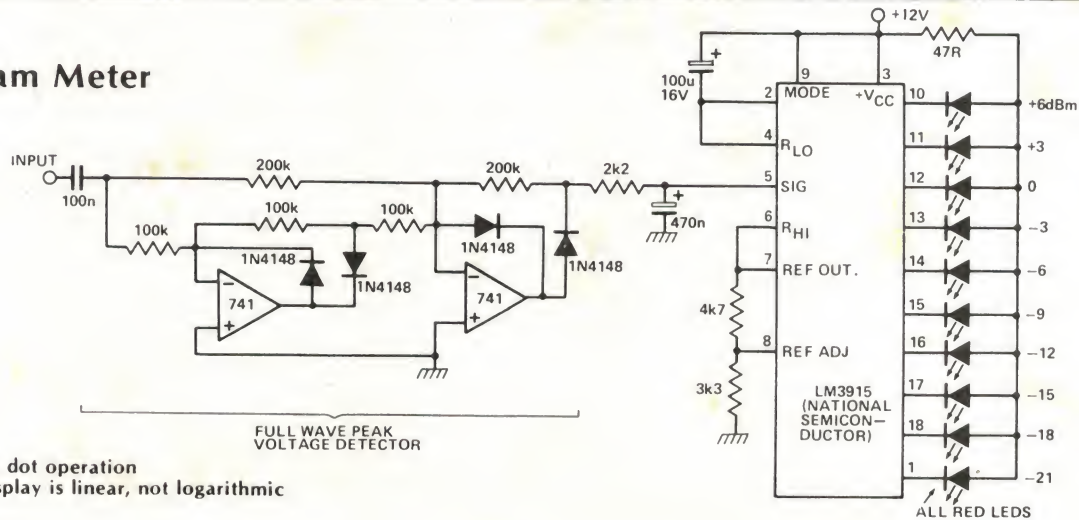 am Meter
INPUT
100n
200k
100k
100k
100k
1N4148
1N4148
741
200k
1N4148
1N4148
741
2k2
470n
FULL WAVE PEAK
VOLTAGE DETECTOR
dot operation
splay is linear, not logarithmic
+12V
47R
100u
16V
2
4
5
6
7
8
9
MODE
3
+VCC
RLO
SIG
RHI
REF OUT.
REF ADJ
4k7
3k3
LM3915
(NATIONAL
SEMICON–
DUCTOR)
10
+6dBm
11
+3
12
0
13
–3
14
–6
15
–9
16
–12
17
–15
18
–18
1
–21
ALL RED LEDS